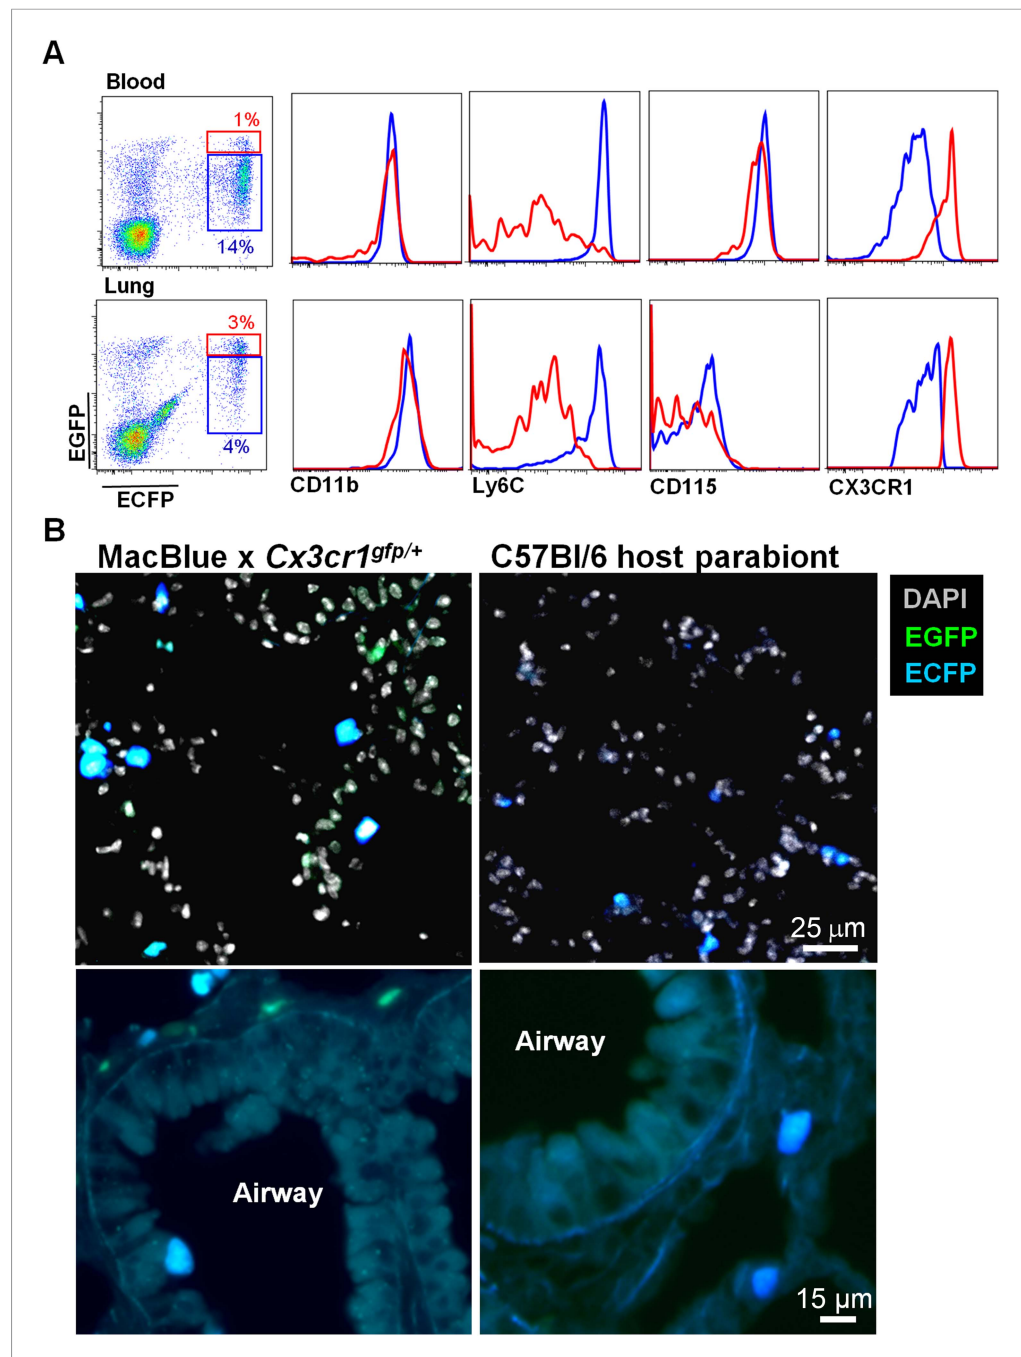 A
Blood
1%
14%
Lung
3%
4%
EGFP
ECFP
CD11b
Ly6C
CD115
CX3CR1
B
MacBlue x Cx3cr1gfp/+
C57Bl/6 host parabiont
DAPI
EGFP
ECFP
25 µm
Airway
Airway
15 µm